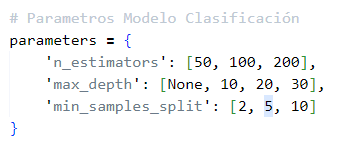 # Parametros Modelo Clasificación
parameters = {
    'n_estimators': [50, 100, 200],
    'max_depth': [None, 10, 20, 30],
    'min_samples_split': [2, 5, 10]
}